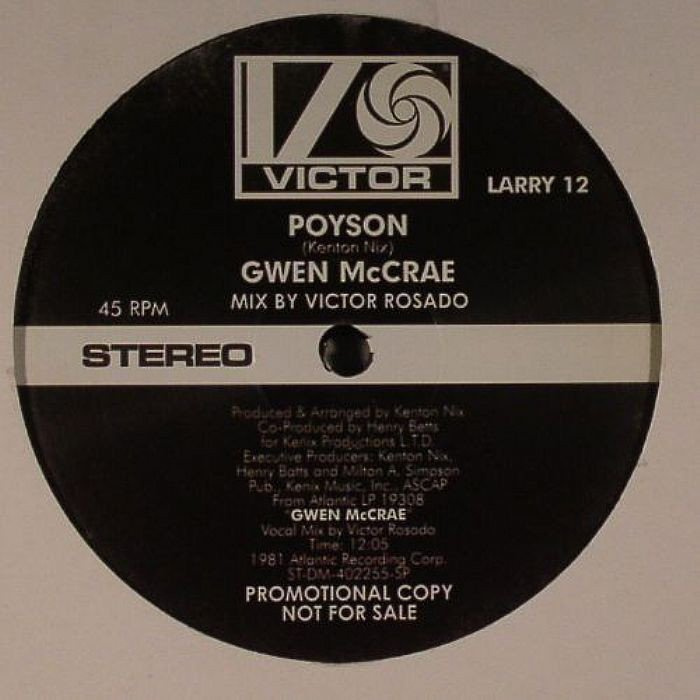 VICTOR
LARRY 12
POYSON
(Kenton Nix)
GWEN McCRAE
MIX BY VICTOR ROSADO
45 RPM
STEREO
Produced & Arranged by Kenton Nix
Co-Produced by Henry Betts
for Kenix Productions L.T.D.
Executive Producers: Kenton Nix,
Henry Batts and Milton A. Simpson
Pub., Kenix Music, Inc., ASCAP
From Atlantic LP 19308
"GWEN McCRAE"
Vocal Mix by Victor Rosado
Time: 12:05
1981 Atlantic Recording Corp.
ST-DM-402255-SP
PROMOTIONAL COPY
NOT FOR SALE